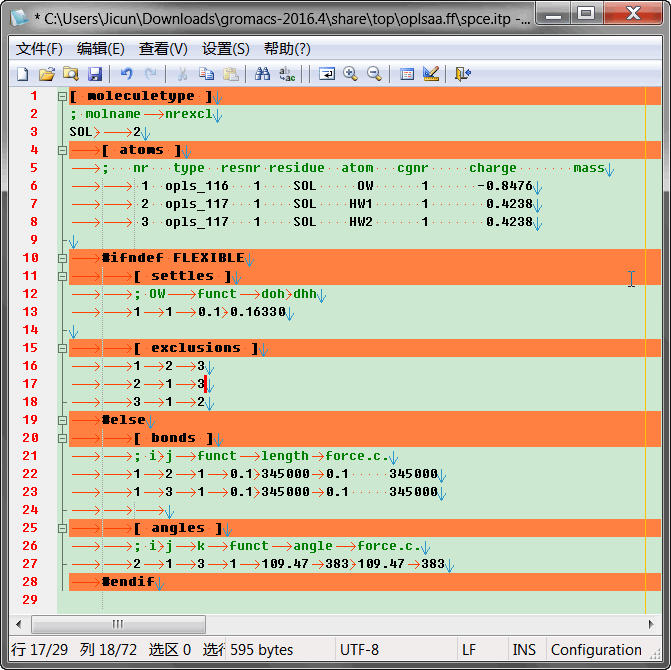 * C:\Users\Jicun\Downloads\gromacs-2016.4\share\top\oplsaa.ff\spce.itp -...
文件(F) 编辑(E) 查看(V) 设置(S) 帮助(?)
1 [ moleculetype ]
2 ; molname nrexcl
3 SOL 2
4 [ atoms ]
5 ; nr type resnr residue atom cgnr charge mass
6 1 opls_116 1 SOL OW 1 -0.8476
7 2 opls_117 1 SOL HW1 1 0.4238
8 3 opls_117 1 SOL HW2 1 0.4238
9
10 #ifndef FLEXIBLE
11 [ settles ]
12 ; OW funct doh dhh
13 1 1 0.1 0.16330
14
15 [ exclusions ]
16 1 2 3
17 2 1 3
18 3 1 2
19 #else
20 [ bonds ]
21 ; i j funct length force.c.
22 1 2 1 0.1 345000 0.1 345000
23 1 3 1 0.1 345000 0.1 345000
24
25 [ angles ]
26 ; i j k funct angle force.c.
27 2 1 3 1 109.47 383 109.47 383
28 #endif
29
行 17/29 列 18/72 选区 0 选 595 bytes UTF-8 LF INS Configuration